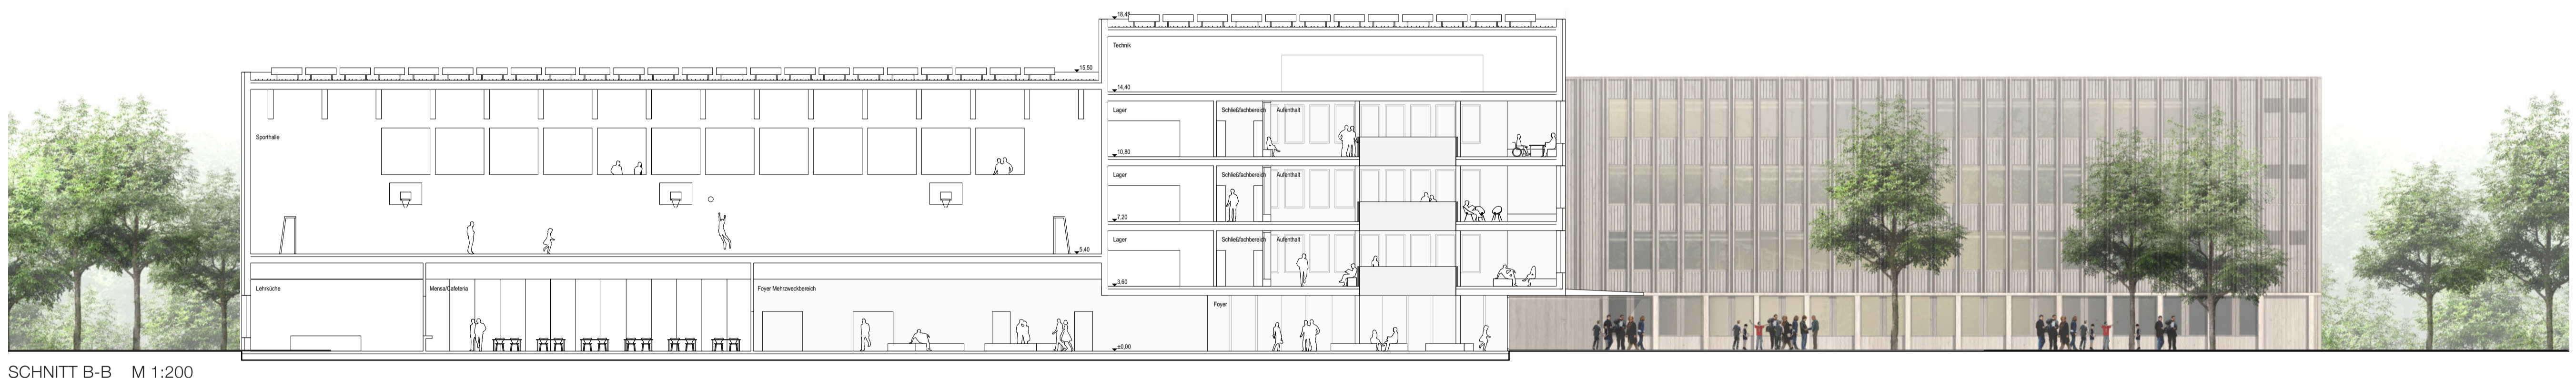 18,45
Technik
15,50
14,40
Lager
Schließfachbereich
Aufenthalt
Sporthalle
10,80
Lager
Schließfachbereich
Aufenthalt
7,20
Lager
Schließfachbereich
Aufenthalt
5,40
3,60
Lehrküche
Mensa/Cafeteria
Foyer Mehrzweckbereich
Foyer
±0,00
SCHNITT B-B M 1:200